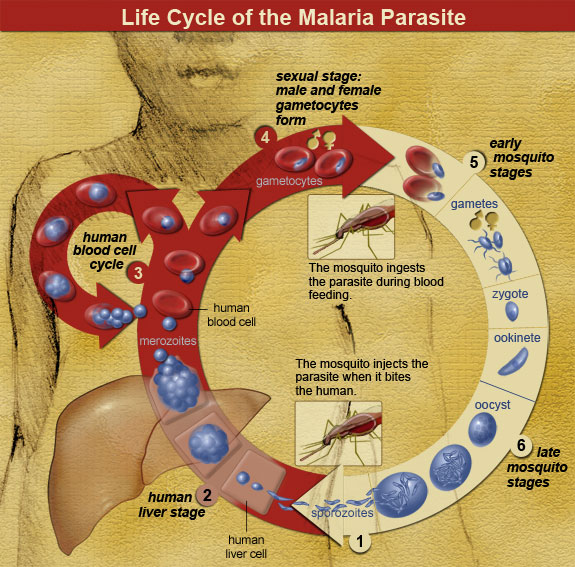 Life Cycle of the Malaria Parasite
sexual stage:
male and female
gametocytes
form
4
gametocytes
5
early
mosquito
stages
gametes
zygote
ookinete
oocyst
6
late
mosquito
stages
human
blood cell
cycle
3
human
blood cell
merozoites
The mosquito ingests
the parasite during blood
feeding.
The mosquito injects the
parasite when it bites
the human.
2
human
liver stage
human
liver cell
sporozoites
1